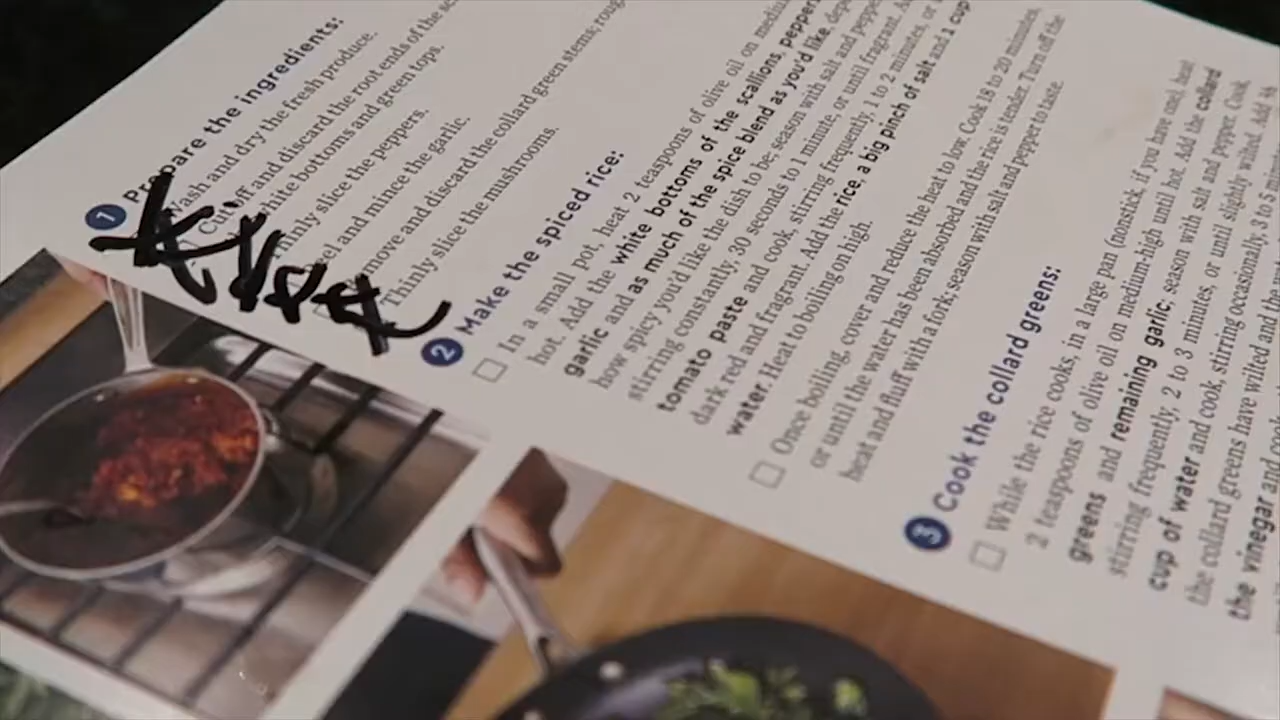 1 Prepare the ingredients:
Wash and dry the fresh produce.
Cut off and discard the root ends of the
white bottoms and green tops.
Thinly slice the peppers.
Peel and mince the garlic.
Remove and discard the collard green stems;
Thinly slice the mushrooms.
2 Make the spiced rice:
In a small pot, heat 2 teaspoons of olive oil on
hot. Add the white bottoms of the scallions, peppers
garlic and as much of the spice blend as you'd like,
how spicy you'd like the dish to be; season with salt and
stirring constantly, 30 seconds to 1 minute, or until fragrant.
tomato paste and cook, stirring frequently, 1 to 2 minutes, or
dark red and fragrant. Add the rice, a big pinch of salt and 1 cup
water. Heat to boiling on high.
Once boiling, cover and reduce the heat to low. Cook 18 to 20 minutes,
or until the water has been absorbed and the rice is tender. Turn off the
heat and fluff with a fork; season with salt and pepper to taste.
3 Cook the collard greens:
While the rice cooks, in a large pan (nonstick, if you have one), heat
2 teaspoons of olive oil on medium-high until hot. Add the collard
greens and remaining garlic; season with salt and pepper. Cook
stirring frequently, 2 to 3 minutes, or until slightly wilted. Add ¼
cup of water and cook, stirring occasionally, 3 to 5
the collard greens have wilted and the
the vinegar and cook